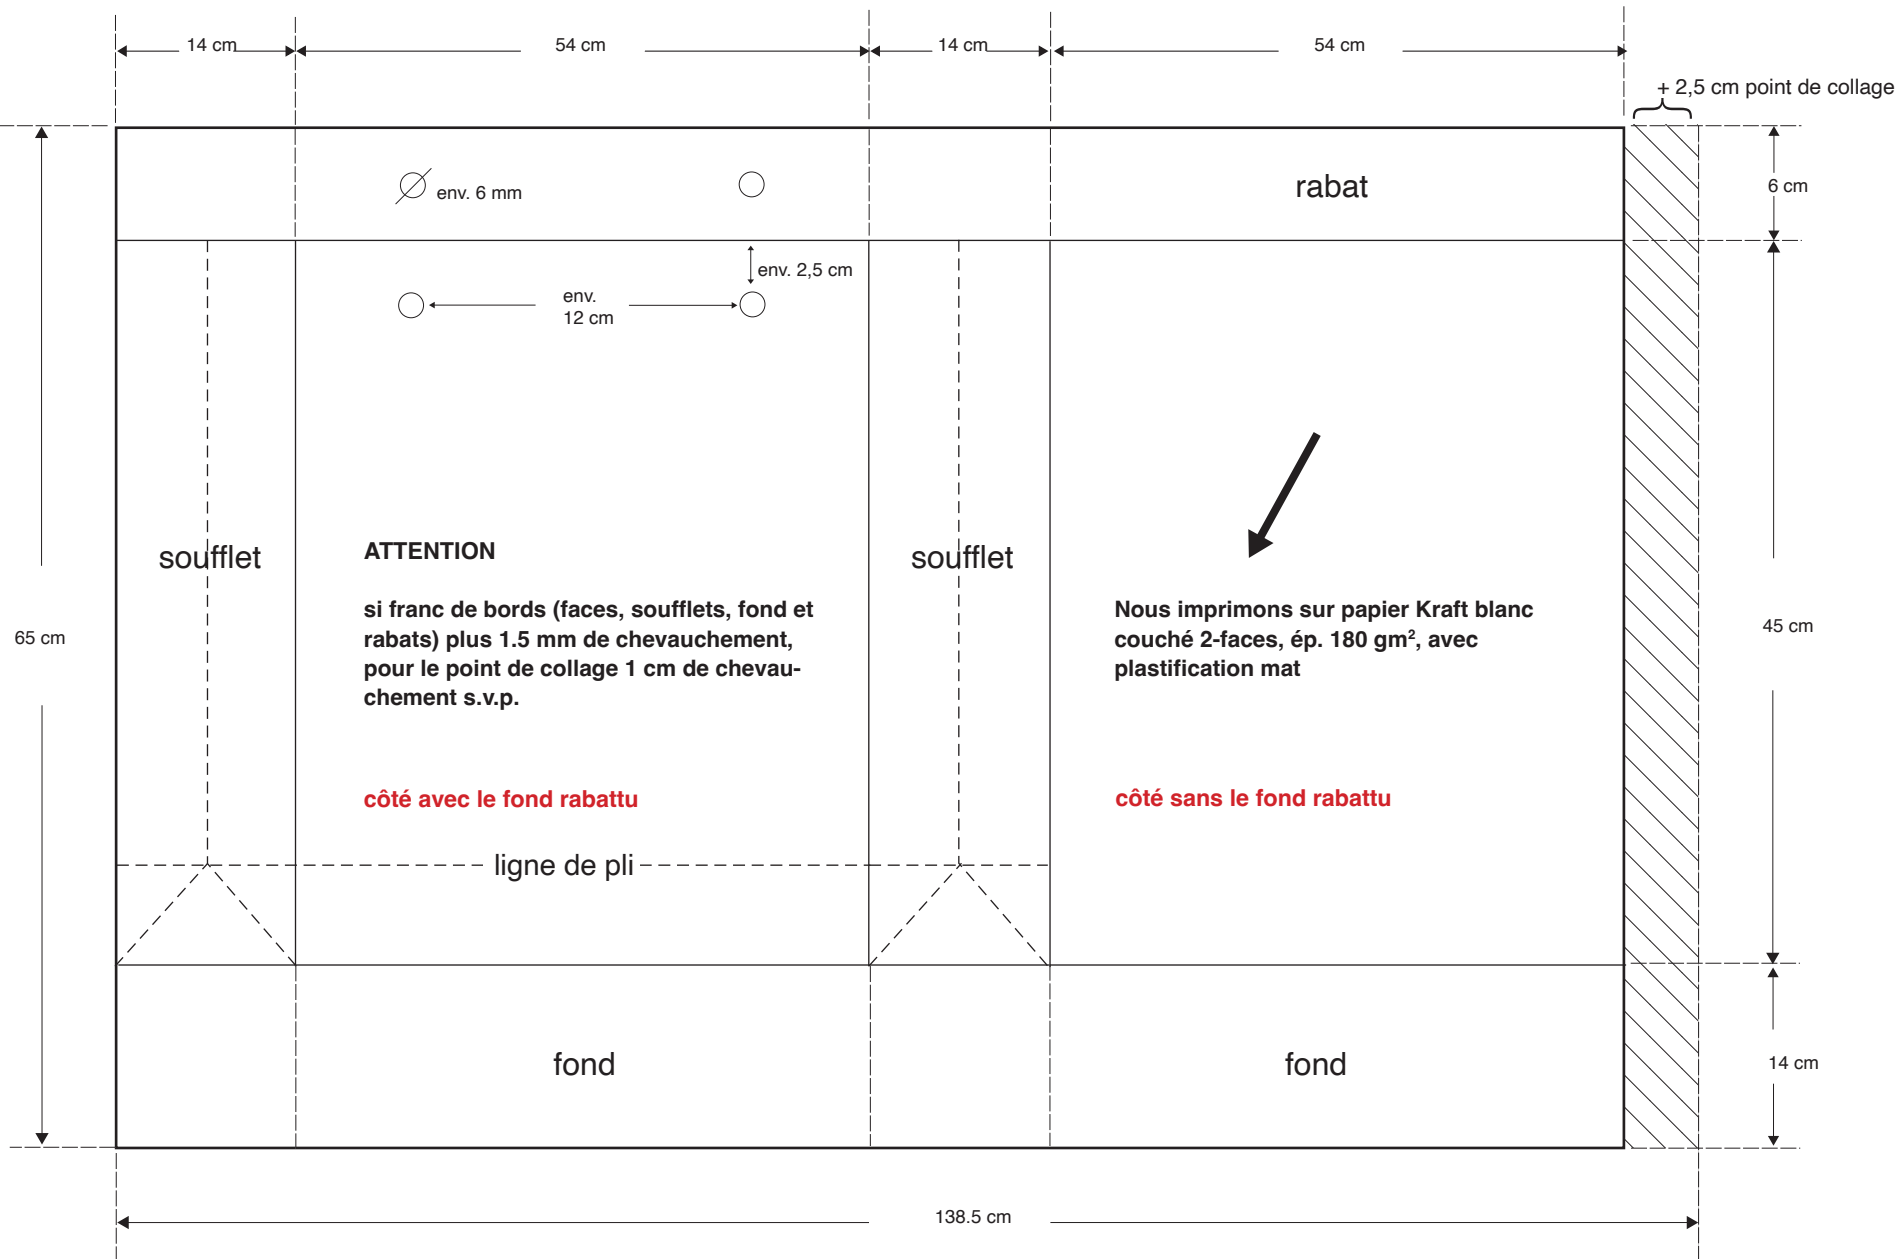 14 cm
54 cm
14 cm
54 cm
+ 2,5 cm point de collage
env. 6 mm
rabat
6 cm
env. 2,5 cm
env.
12 cm
soufflet
ATTENTION
si franc de bords (faces, soufflets, fond et
rabats) plus 1.5 mm de chevauchement,
pour le point de collage 1 cm de chevau-
chement s.v.p.
côté avec le fond rabattu
soufflet
Nous imprimons sur papier Kraft blanc
couché 2-faces, ép. 180 gm², avec
plastification mat
côté sans le fond rabattu
65 cm
45 cm
ligne de pli
fond
fond
14 cm
138.5 cm